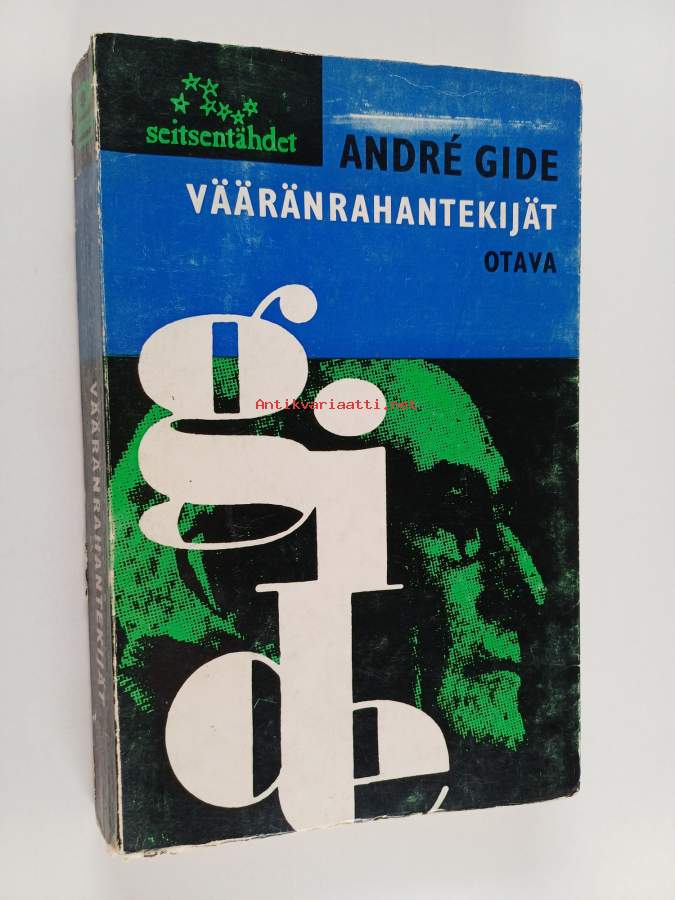 seitsentähdet
ANDRÉ GIDE
VÄÄRÄNRAHANTEKIJÄT
OTAVA
gide
Antikvariaatti.net
VÄÄRÄNRAHANTEKIJÄT